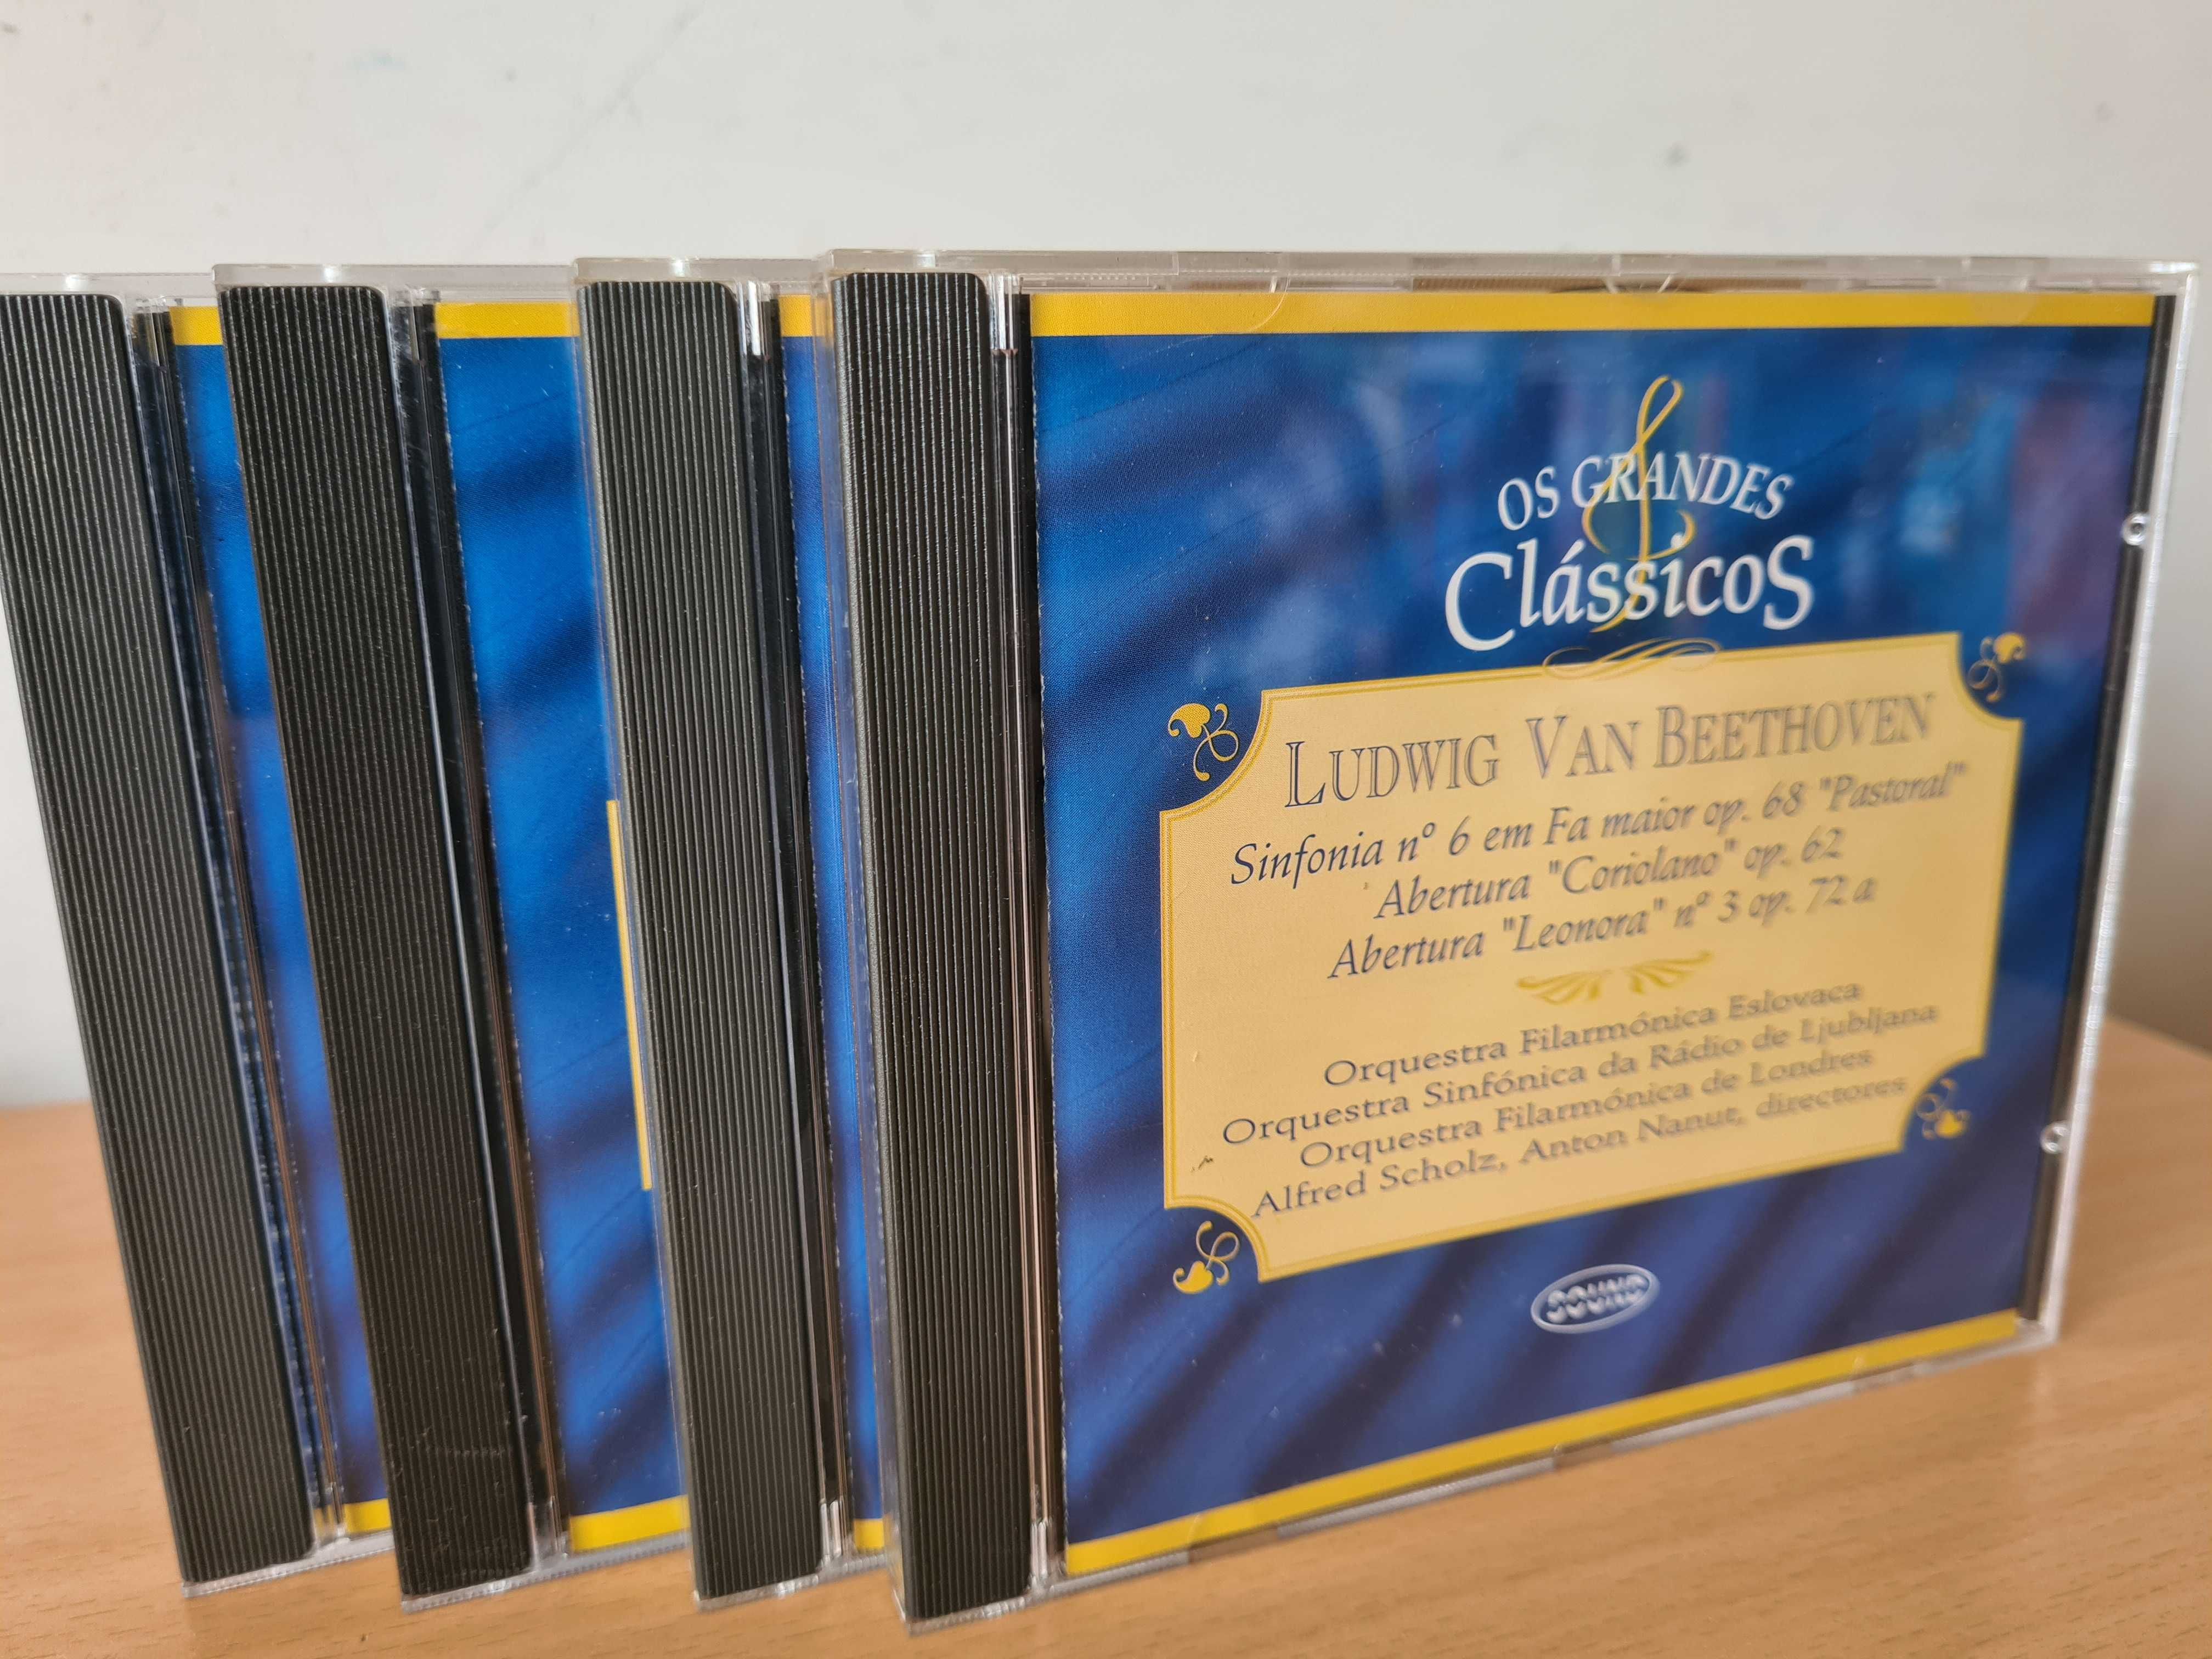 OS GRANDES
Clássicos
LUDWIG VAN BEETHOVEN
Sinfonia nº 6 em Fa maior op. 68 "Pastoral"
Abertura "Coriolano" op. 62
Abertura "Leonora" nº 3 op. 72 a
Orquestra Filarmónica Eslovaca
Orquestra Sinfónica da Rádio de Ljubljana
Orquestra Filarmónica de Londres
Alfred Scholz, Anton Nanut, directores
SOUND